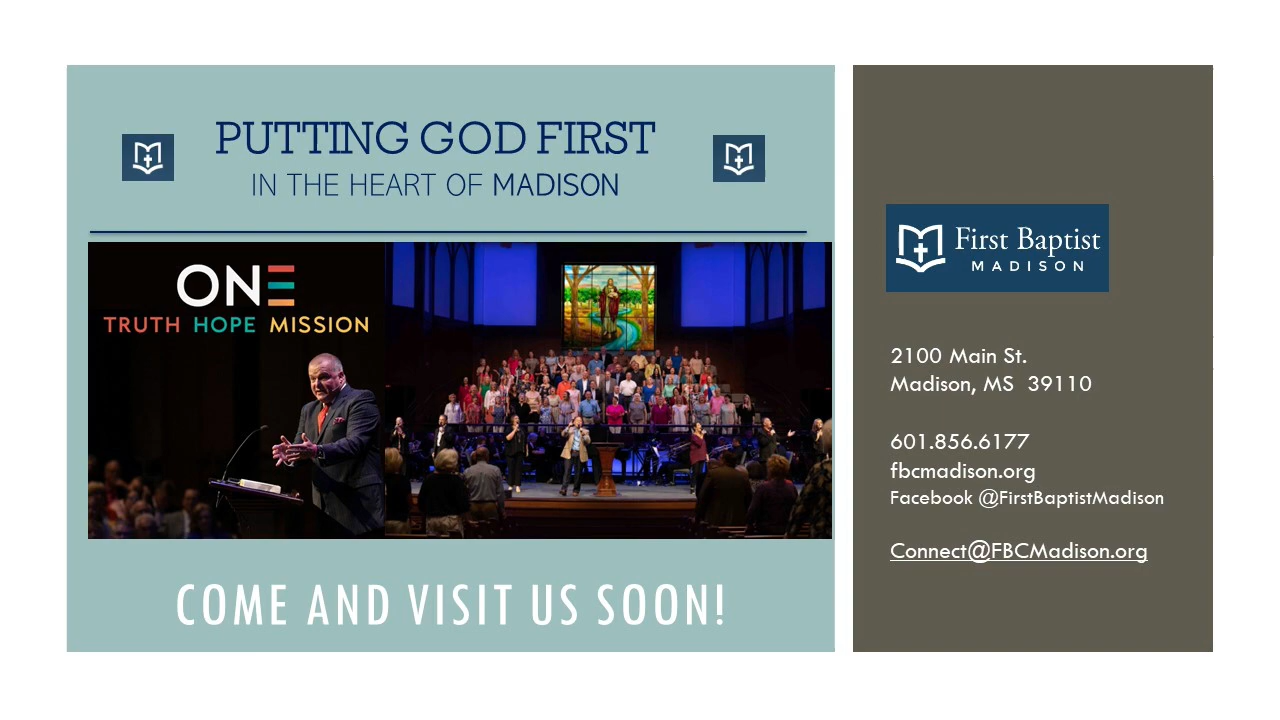 PUTTING GOD FIRST
IN THE HEART OF MADISON
ONE
TRUTH HOPE MISSION
COME AND VISIT US SOON!
First Baptist
MADISON
2100 Main St.
Madison, MS  39110
601.856.6177
fbcmadison.org
Facebook @FirstBaptistMadison
Connect@FBCMadison.org